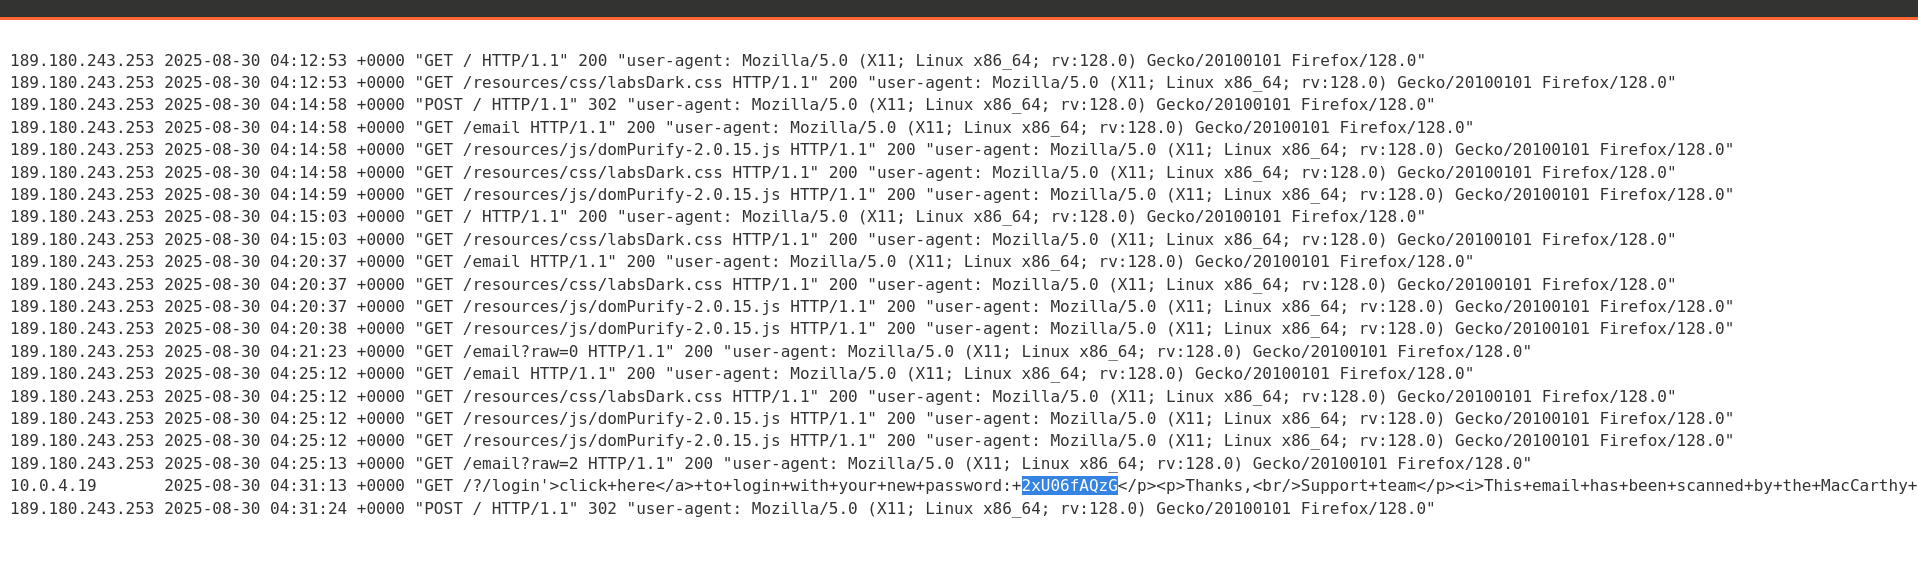 189.180.243.253 2025-08-30 04:12:53 +0000 "GET / HTTP/1.1" 200 "user-agent: Mozilla/5.0 (X11; Linux x86_64; rv:128.0) Gecko/20100101 Firefox/128.0"
189.180.243.253 2025-08-30 04:12:53 +0000 "GET /resources/css/labsDark.css HTTP/1.1" 200 "user-agent: Mozilla/5.0 (X11; Linux x86_64; rv:128.0) Gecko/20100101 Firefox/128.0"
189.180.243.253 2025-08-30 04:14:58 +0000 "POST / HTTP/1.1" 302 "user-agent: Mozilla/5.0 (X11; Linux x86_64; rv:128.0) Gecko/20100101 Firefox/128.0"
189.180.243.253 2025-08-30 04:14:58 +0000 "GET /email HTTP/1.1" 200 "user-agent: Mozilla/5.0 (X11; Linux x86_64; rv:128.0) Gecko/20100101 Firefox/128.0"
189.180.243.253 2025-08-30 04:14:58 +0000 "GET /resources/js/domPurify-2.0.15.js HTTP/1.1" 200 "user-agent: Mozilla/5.0 (X11; Linux x86_64; rv:128.0) Gecko/20100101 Firefox/128.0"
189.180.243.253 2025-08-30 04:14:58 +0000 "GET /resources/css/labsDark.css HTTP/1.1" 200 "user-agent: Mozilla/5.0 (X11; Linux x86_64; rv:128.0) Gecko/20100101 Firefox/128.0"
189.180.243.253 2025-08-30 04:14:59 +0000 "GET /resources/js/domPurify-2.0.15.js HTTP/1.1" 200 "user-agent: Mozilla/5.0 (X11; Linux x86_64; rv:128.0) Gecko/20100101 Firefox/128.0"
189.180.243.253 2025-08-30 04:15:03 +0000 "GET / HTTP/1.1" 200 "user-agent: Mozilla/5.0 (X11; Linux x86_64; rv:128.0) Gecko/20100101 Firefox/128.0"
189.180.243.253 2025-08-30 04:15:03 +0000 "GET /resources/css/labsDark.css HTTP/1.1" 200 "user-agent: Mozilla/5.0 (X11; Linux x86_64; rv:128.0) Gecko/20100101 Firefox/128.0"
189.180.243.253 2025-08-30 04:20:37 +0000 "GET /email HTTP/1.1" 200 "user-agent: Mozilla/5.0 (X11; Linux x86_64; rv:128.0) Gecko/20100101 Firefox/128.0"
189.180.243.253 2025-08-30 04:20:37 +0000 "GET /resources/css/labsDark.css HTTP/1.1" 200 "user-agent: Mozilla/5.0 (X11; Linux x86_64; rv:128.0) Gecko/20100101 Firefox/128.0"
189.180.243.253 2025-08-30 04:20:37 +0000 "GET /resources/js/domPurify-2.0.15.js HTTP/1.1" 200 "user-agent: Mozilla/5.0 (X11; Linux x86_64; rv:128.0) Gecko/20100101 Firefox/128.0"
189.180.243.253 2025-08-30 04:20:38 +0000 "GET /resources/js/domPurify-2.0.15.js HTTP/1.1" 200 "user-agent: Mozilla/5.0 (X11; Linux x86_64; rv:128.0) Gecko/20100101 Firefox/128.0"
189.180.243.253 2025-08-30 04:21:23 +0000 "GET /email?raw=0 HTTP/1.1" 200 "user-agent: Mozilla/5.0 (X11; Linux x86_64; rv:128.0) Gecko/20100101 Firefox/128.0"
189.180.243.253 2025-08-30 04:25:12 +0000 "GET /email HTTP/1.1" 200 "user-agent: Mozilla/5.0 (X11; Linux x86_64; rv:128.0) Gecko/20100101 Firefox/128.0"
189.180.243.253 2025-08-30 04:25:12 +0000 "GET /resources/css/labsDark.css HTTP/1.1" 200 "user-agent: Mozilla/5.0 (X11; Linux x86_64; rv:128.0) Gecko/20100101 Firefox/128.0"
189.180.243.253 2025-08-30 04:25:12 +0000 "GET /resources/js/domPurify-2.0.15.js HTTP/1.1" 200 "user-agent: Mozilla/5.0 (X11; Linux x86_64; rv:128.0) Gecko/20100101 Firefox/128.0"
189.180.243.253 2025-08-30 04:25:12 +0000 "GET /resources/js/domPurify-2.0.15.js HTTP/1.1" 200 "user-agent: Mozilla/5.0 (X11; Linux x86_64; rv:128.0) Gecko/20100101 Firefox/128.0"
189.180.243.253 2025-08-30 04:25:13 +0000 "GET /email?raw=2 HTTP/1.1" 200 "user-agent: Mozilla/5.0 (X11; Linux x86_64; rv:128.0) Gecko/20100101 Firefox/128.0"
10.0.4.19       2025-08-30 04:31:13 +0000 "GET /?/login'>click+here</a>+to+login+with+your+new+password:+2xU06fAQzG</p><p>Thanks,<br/>Support+team</p><i>This+email+has+been+scanned+by+the+MacCarthy+
189.180.243.253 2025-08-30 04:31:24 +0000 "POST / HTTP/1.1" 302 "user-agent: Mozilla/5.0 (X11; Linux x86_64; rv:128.0) Gecko/20100101 Firefox/128.0"